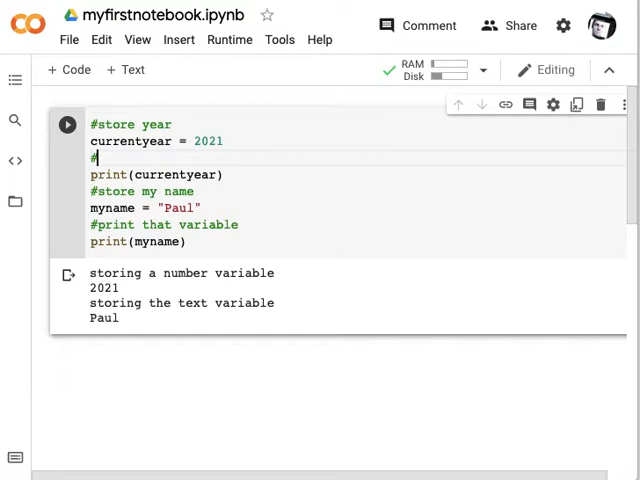 myfirstnotebook.ipynb
Comment
Share
File Edit View Insert Runtime Tools Help
+ Code + Text
RAM
Disk
Editing
#store year
currentyear = 2021
#
print(currentyear)
#store my name
myname = "Paul"
#print that variable
print(myname)
storing a number variable
2021
storing the text variable
Paul